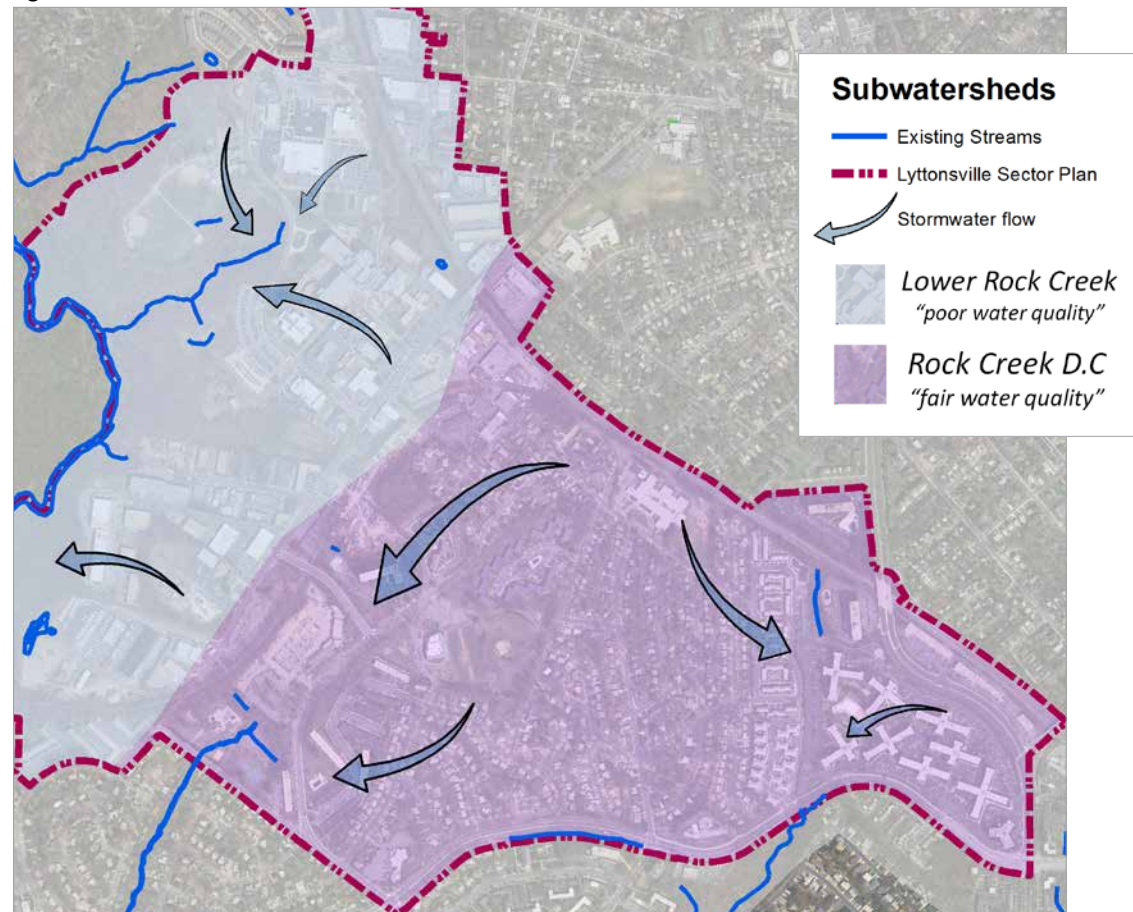 Subwatersheds
Existing Streams
Lyttonsville Sector Plan
Stormwater flow
Lower Rock Creek
“poor water quality”
Rock Creek D.C
“fair water quality”